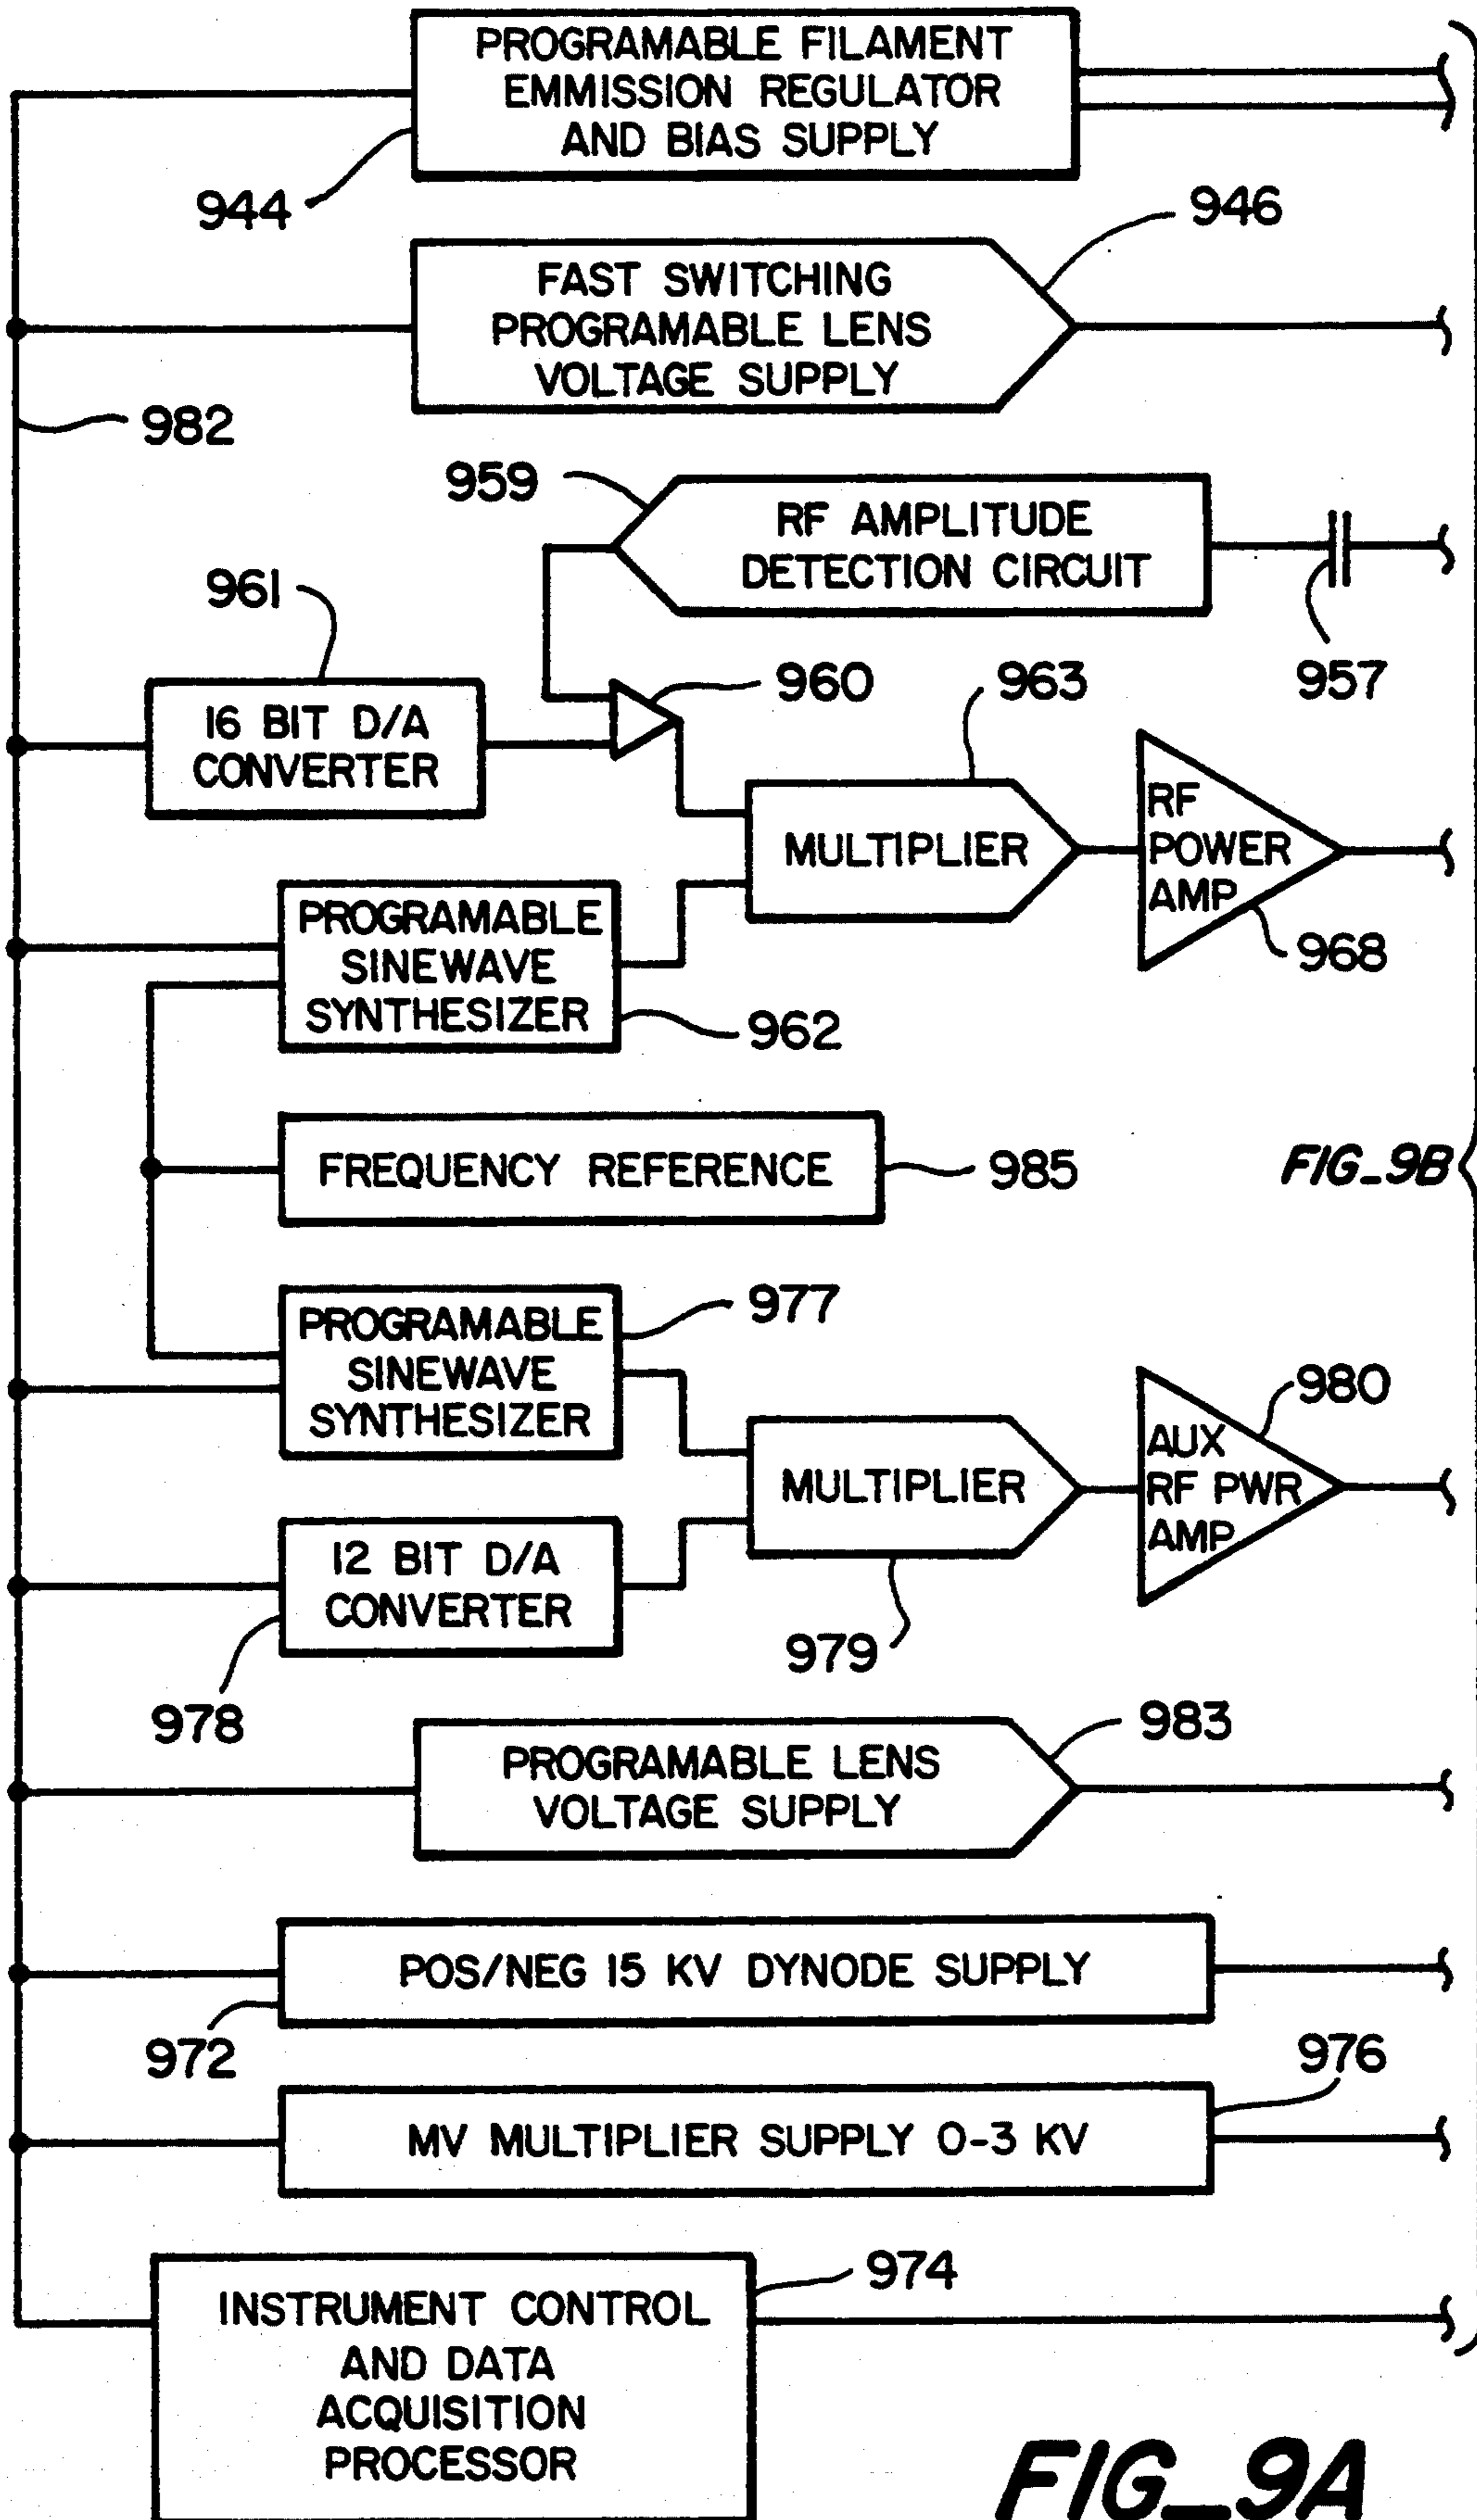 PROGRAMABLE FILAMENT
EMMISSION REGULATOR
AND BIAS SUPPLY
944
946
FAST SWITCHING
PROGRAMABLE LENS
VOLTAGE SUPPLY
982
959
RF AMPLITUDE
DETECTION CIRCUIT
961
957
960
963
16 BIT D/A
CONVERTER
MULTIPLIER
RF
POWER
AMP
968
PROGRAMABLE
SINEWAVE
SYNTHESIZER
962
FREQUENCY REFERENCE
985
FIG_9B
977
PROGRAMABLE
SINEWAVE
SYNTHESIZER
980
AUX
RF PWR
AMP
MULTIPLIER
979
12 BIT D/A
CONVERTER
978
983
PROGRAMABLE LENS
VOLTAGE SUPPLY
POS/NEG 15 KV DYNODE SUPPLY
972
976
MV MULTIPLIER SUPPLY 0-3 KV
974
INSTRUMENT CONTROL
AND DATA
ACQUISITION
PROCESSOR
FIG_9A